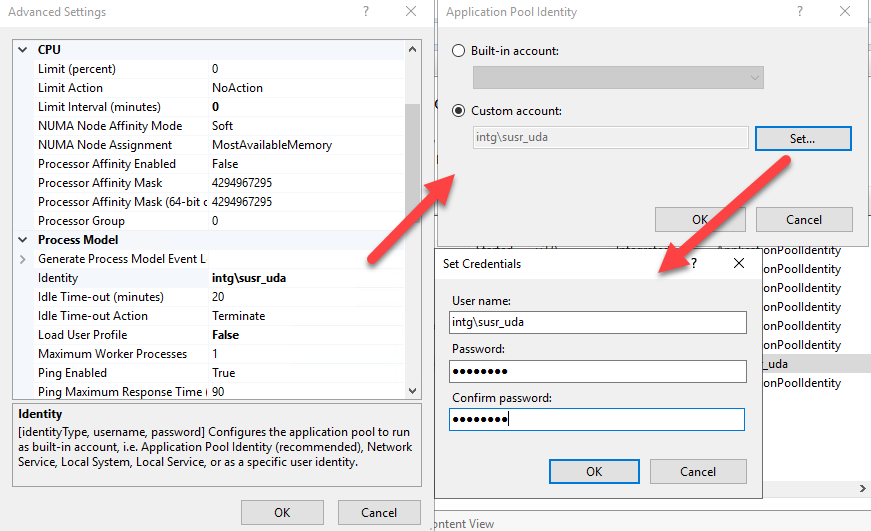 Advanced Settings
?
CPU
Limit (percent) 0
Limit Action NoAction
Limit Interval (minutes) 0
NUMA Node Affinity Mode Soft
NUMA Node Assignment MostAvailableMemory
Processor Affinity Enabled False
Processor Affinity Mask 4294967295
Processor Affinity Mask (64-bit o 4294967295
Processor Group 0
Process Model
Generate Process Model Event L
Identity intg\susr_uda
Idle Time-out (minutes) 20
Idle Time-out Action Terminate
Load User Profile False
Maximum Worker Processes 1
Ping Enabled True
Ping Maximum Response Time ( 90
Identity
[identityType, username, password] Configures the application pool to run
as built-in account, i.e. Application Pool Identity (recommended), Network
Service, Local System, Local Service, or as a specific user identity.
OK Cancel
Application Pool Identity
?
Built-in account:
Custom account:
intg\susr_uda Set...
OK Cancel
onPoolIdentity
onPoolIdentity
onPoolIdentity
onPoolIdentity
onPoolIdentity
onPoolIdentity
_uda
onPoolIdentity
Set Credentials
?
User name:
intg\susr_uda
Password:
●●●●●●●●
Confirm password:
●●●●●●●●
OK Cancel
ontent View